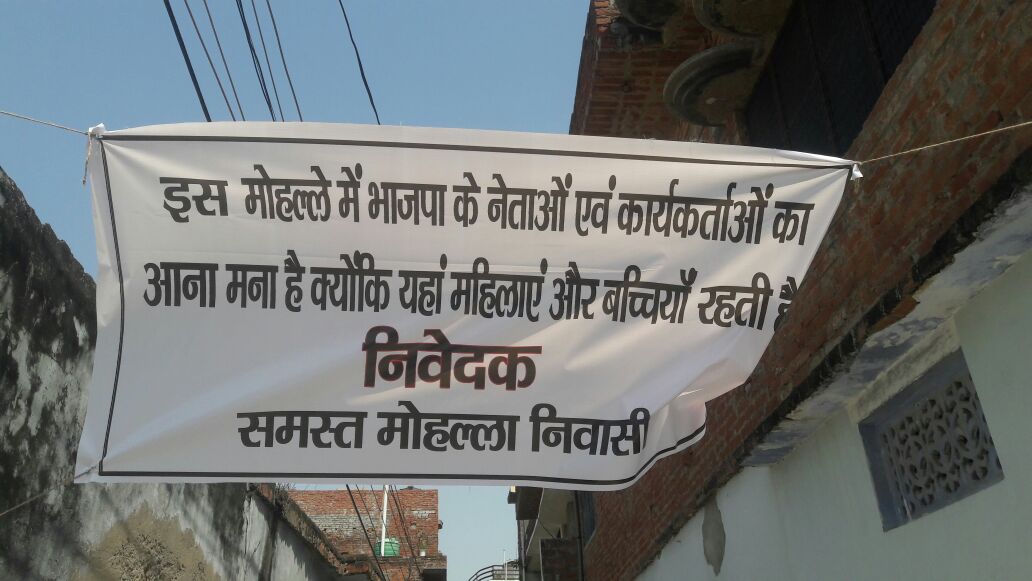 इस मोहल्ले में भाजपा के नेताओं एवं कार्यकर्ताओं का
आना मना है क्योंकि यहां महिलाएं और बच्चियाँ रहती है
निवेदक
समस्त मोहल्ला निवासी